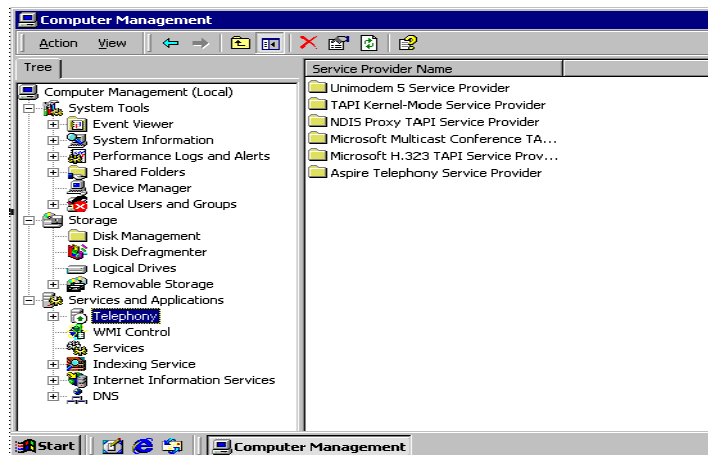 Computer Management
Action View
Tree
Computer Management (Local)
System Tools
Event Viewer
System Information
Performance Logs and Alerts
Shared Folders
Device Manager
Local Users and Groups
Storage
Disk Management
Disk Defragmenter
Logical Drives
Removable Storage
Services and Applications
Telephony
WMI Control
Services
Indexing Service
Internet Information Services
DNS
Service Provider Name
Unimodem 5 Service Provider
TAPI Kernel-Mode Service Provider
NDIS Proxy TAPI Service Provider
Microsoft Multicast Conference TA...
Microsoft H.323 TAPI Service Prov...
Aspire Telephony Service Provider
Start Computer Management